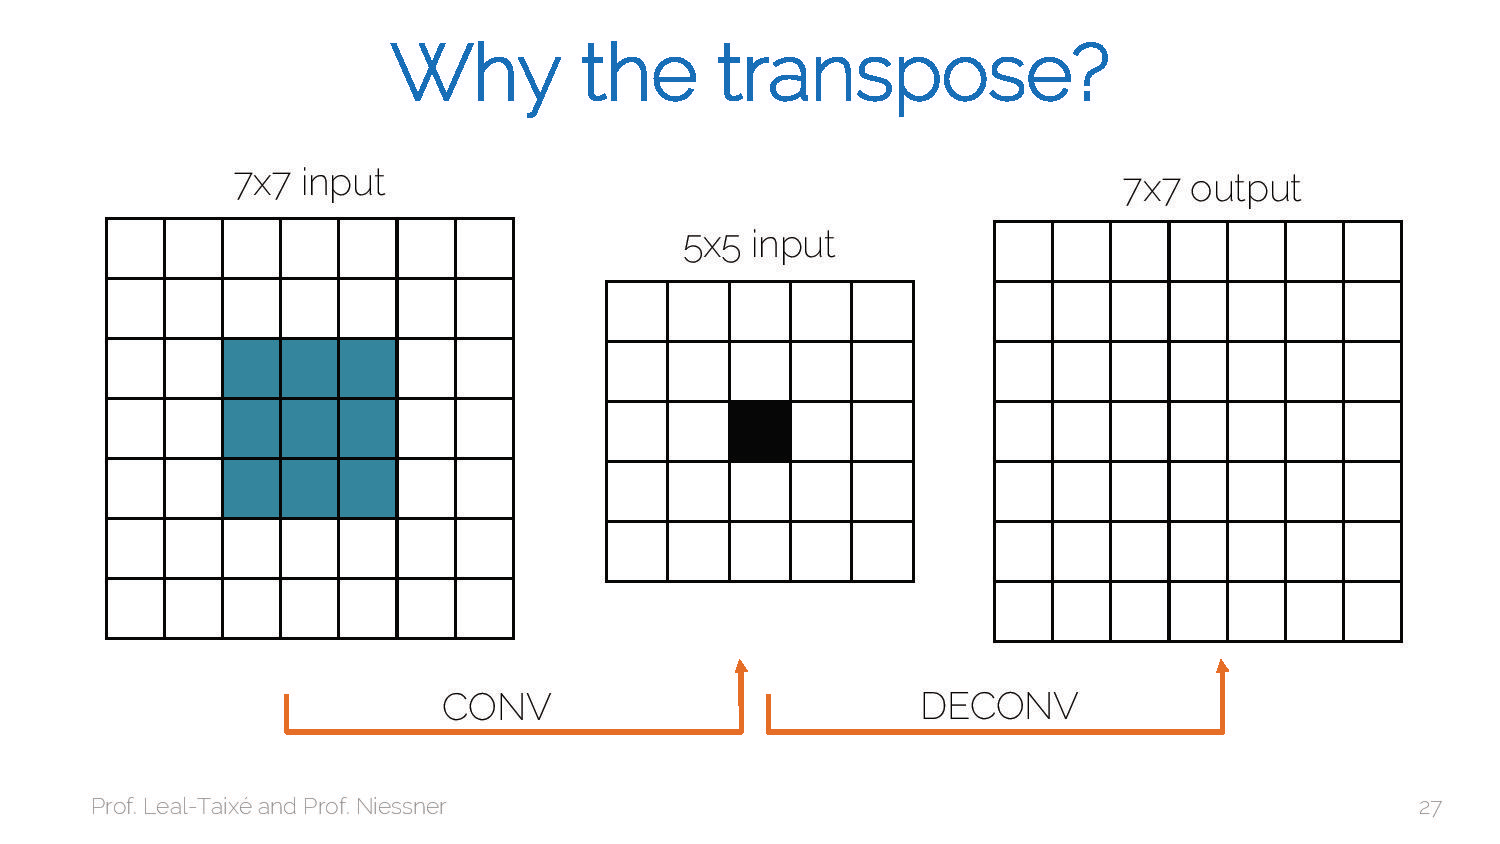 Why the transpose?
7x7 input
5x5 input
7x7 output
CONV
DECONV
Prof. Leal-Taixé and Prof. Niessner
27